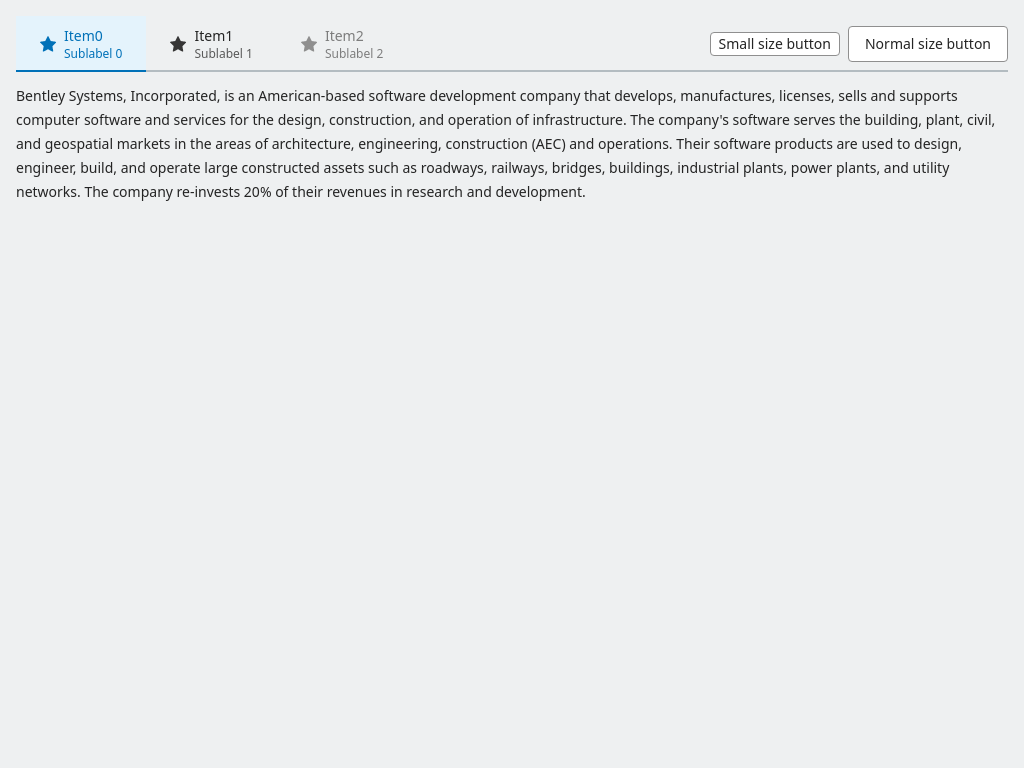 Item0
Sublabel 0
Item1
Sublabel 1
Item2
Sublabel 2
Small size button
Normal size button
Bentley Systems, Incorporated, is an American-based software development company that develops, manufactures, licenses, sells and supports
computer software and services for the design, construction, and operation of infrastructure. The company's software serves the building, plant, civil,
and geospatial markets in the areas of architecture, engineering, construction (AEC) and operations. Their software products are used to design,
engineer, build, and operate large constructed assets such as roadways, railways, bridges, buildings, industrial plants, power plants, and utility
networks. The company re-invests 20% of their revenues in research and development.